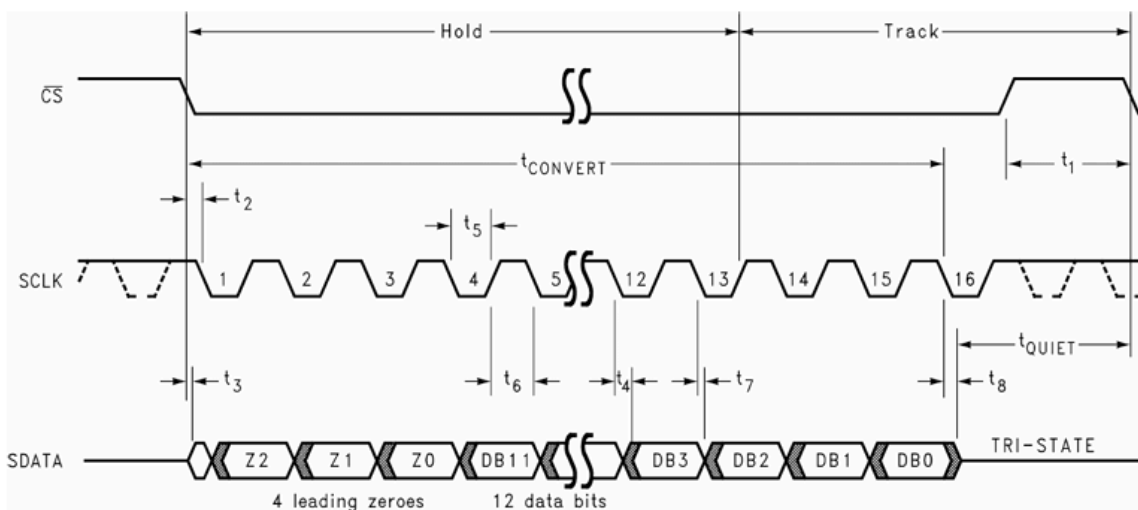 Hold Track
CS
tCONVERT t1
t2
t5
SCLK 1 2 3 4 5 12 13 14 15 16
tQUIET
t3 t6 t4 t7 t8
SDATA Z2 Z1 Z0 DB11 DB3 DB2 DB1 DB0 TRI-STATE
4 leading zeroes 12 data bits